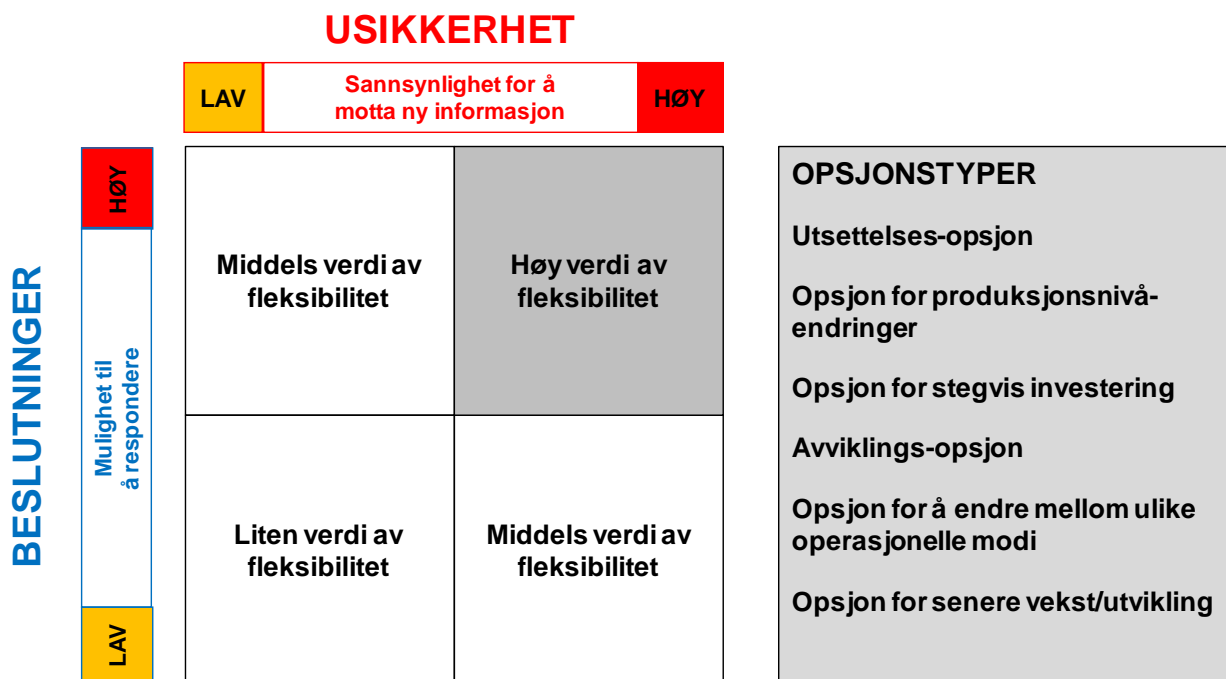 USIKKERHET
LAV
Sannsynlighet for å
motta ny informasjon
HØY
BESLUTNINGER
HØY
Mulighet til
å respondere
LAV
Middels verdi av
fleksibilitet
Høy verdi av
fleksibilitet
Liten verdi av
fleksibilitet
Middels verdi av
fleksibilitet
OPSJONSTYPER
Utsettelses-opsjon
Opsjon for produksjonsnivå-
endringer
Opsjon for stegvis investering
Avviklings-opsjon
Opsjon for å endre mellom ulike
operasjonelle modi
Opsjon for senere vekst/utvikling